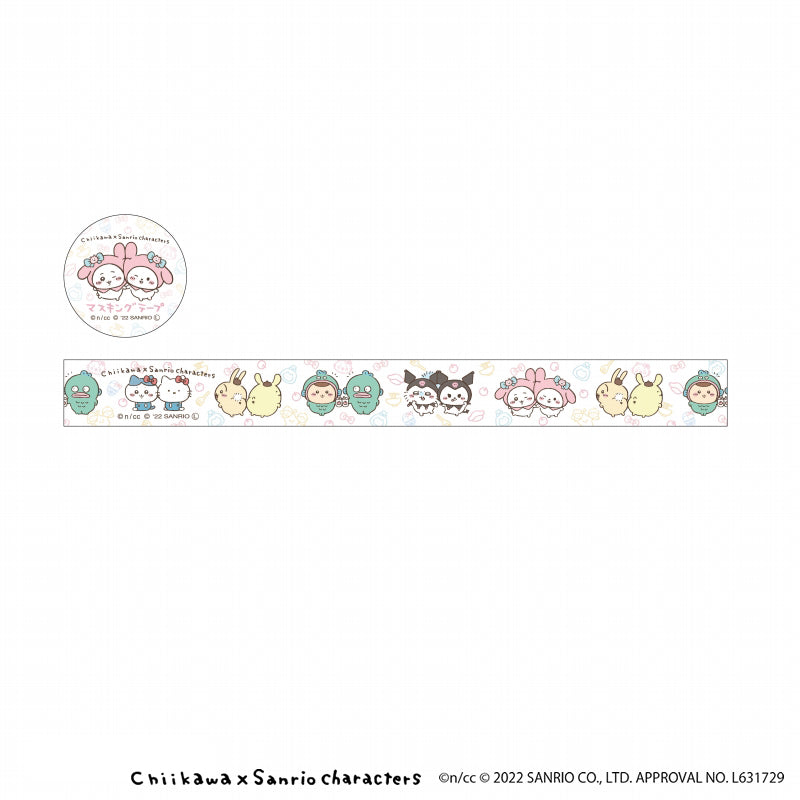 Chiikawa x Sanrio characters
マスキングテープ
©n/cc © '22 SANRIO Ⓛ
Chiikawa x Sanrio characters
©n/cc © '22 SANRIO Ⓛ
Chiikawa x Sanrio characters ©n/cc © 2022 SANRIO CO., LTD. APPROVAL NO. L631729